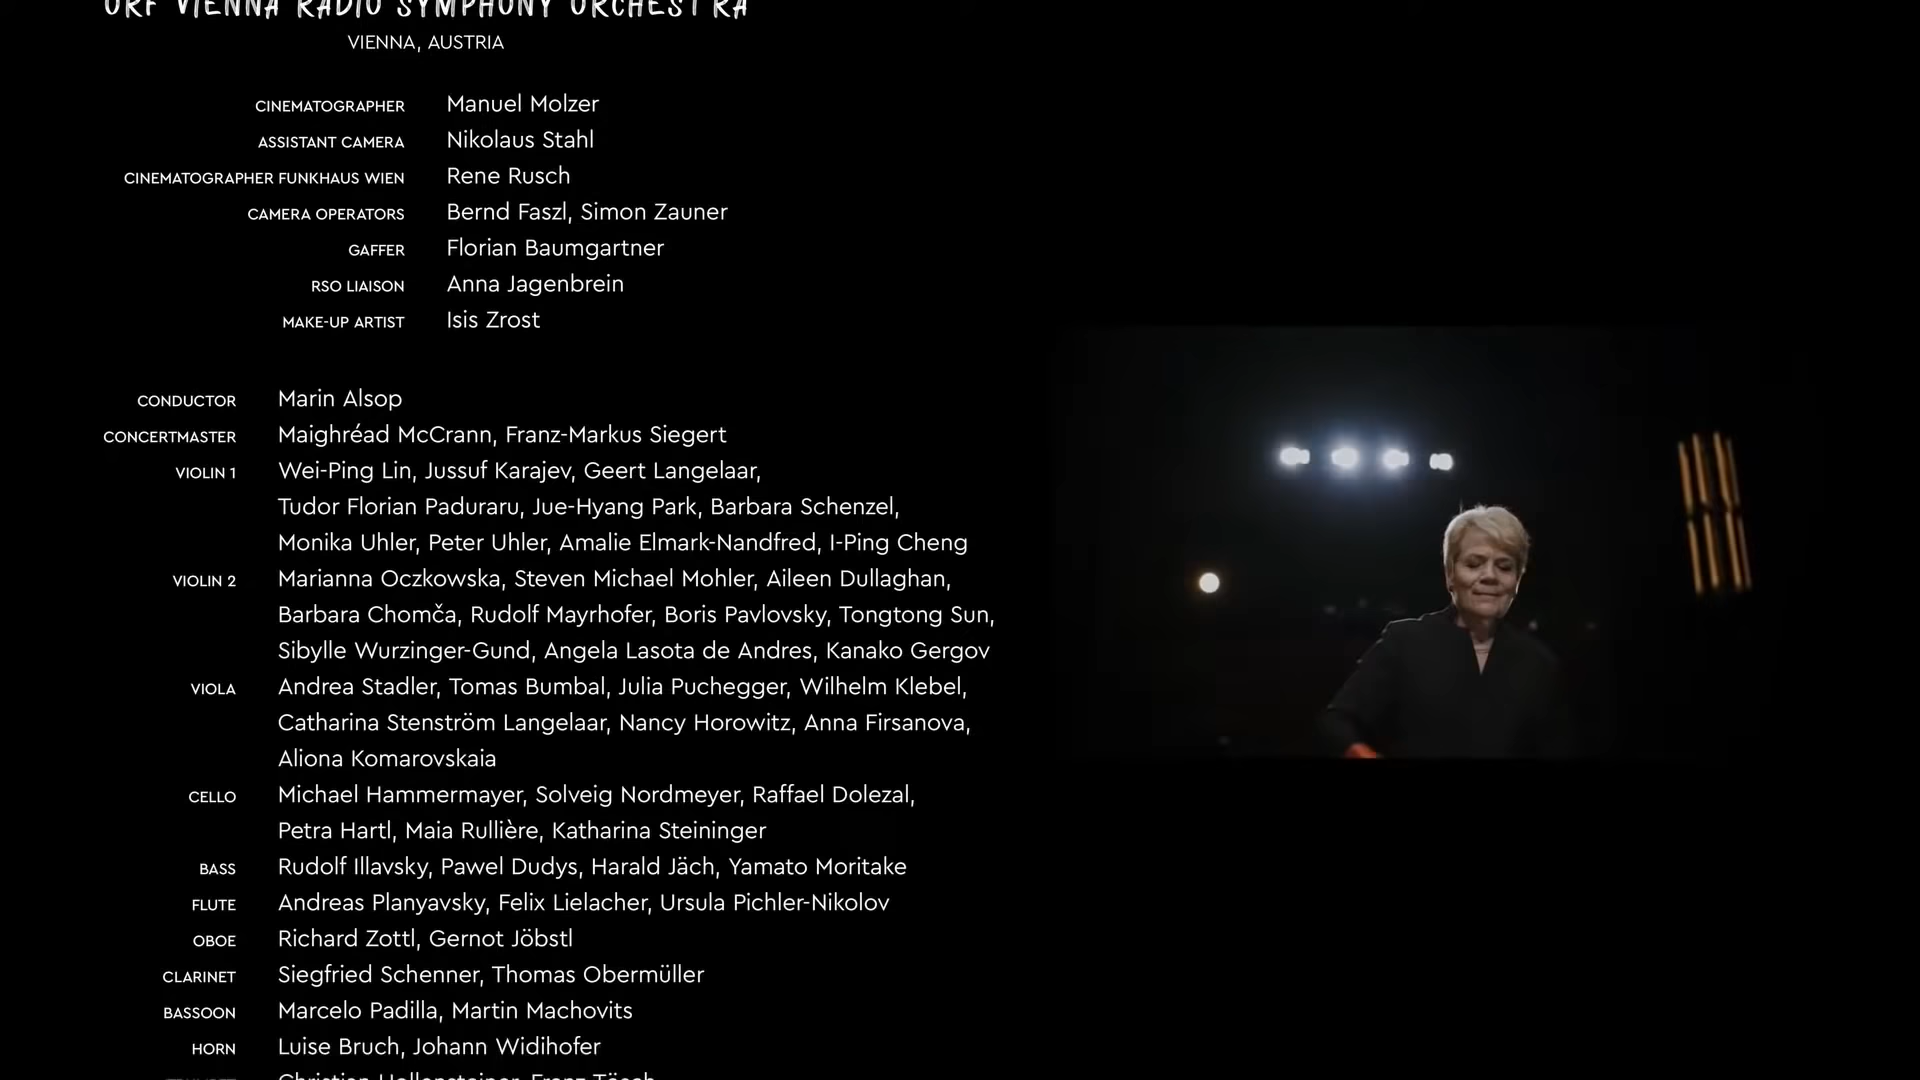 ORF VIENNA RADIO SYMPHONY ORCHESTRA
VIENNA, AUSTRIA
CINEMATOGRAPHER Manuel Molzer
ASSISTANT CAMERA Nikolaus Stahl
CINEMATOGRAPHER FUNKHAUS WIEN Rene Rusch
CAMERA OPERATORS Bernd Faszl, Simon Zauner
GAFFER Florian Baumgartner
RSO LIAISON Anna Jagenbrein
MAKE-UP ARTIST Isis Zrost
CONDUCTOR Marin Alsop
CONCERTMASTER Maighréad McCrann, Franz-Markus Siegert
VIOLIN 1 Wei-Ping Lin, Jussuf Karajev, Geert Langelaar,
Tudor Florian Paduraru, Jue-Hyang Park, Barbara Schenzel,
Monika Uhler, Peter Uhler, Amalie Elmark-Nandfred, I-Ping Cheng
VIOLIN 2 Marianna Oczkowska, Steven Michael Mohler, Aileen Dullaghan,
Barbara Chomča, Rudolf Mayrhofer, Boris Pavlovsky, Tongtong Sun,
Sibylle Wurzinger-Gund, Angela Lasota de Andres, Kanako Gergov
VIOLA Andrea Stadler, Tomas Bumbal, Julia Puchegger, Wilhelm Klebel,
Catharina Stenström Langelaar, Nancy Horowitz, Anna Firsanova,
Aliona Komarovskaia
CELLO Michael Hammermayer, Solveig Nordmeyer, Raffael Dolezal,
Petra Hartl, Maia Rullière, Katharina Steininger
BASS Rudolf Illavsky, Pawel Dudys, Harald Jäch, Yamato Moritake
FLUTE Andreas Planyavsky, Felix Lielacher, Ursula Pichler-Nikolov
OBOE Richard Zottl, Gernot Jöbstl
CLARINET Siegfried Schenner, Thomas Obermüller
BASSOON Marcelo Padilla, Martin Machovits
HORN Luise Bruch, Johann Widihofer
Christian Hollensteiner, Franz